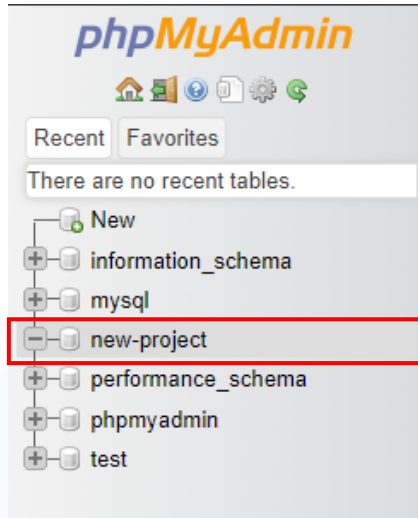 phpMyAdmin
Recent Favorites
There are no recent tables.
New
information_schema
mysql
new-project
performance_schema
phpmyadmin
test